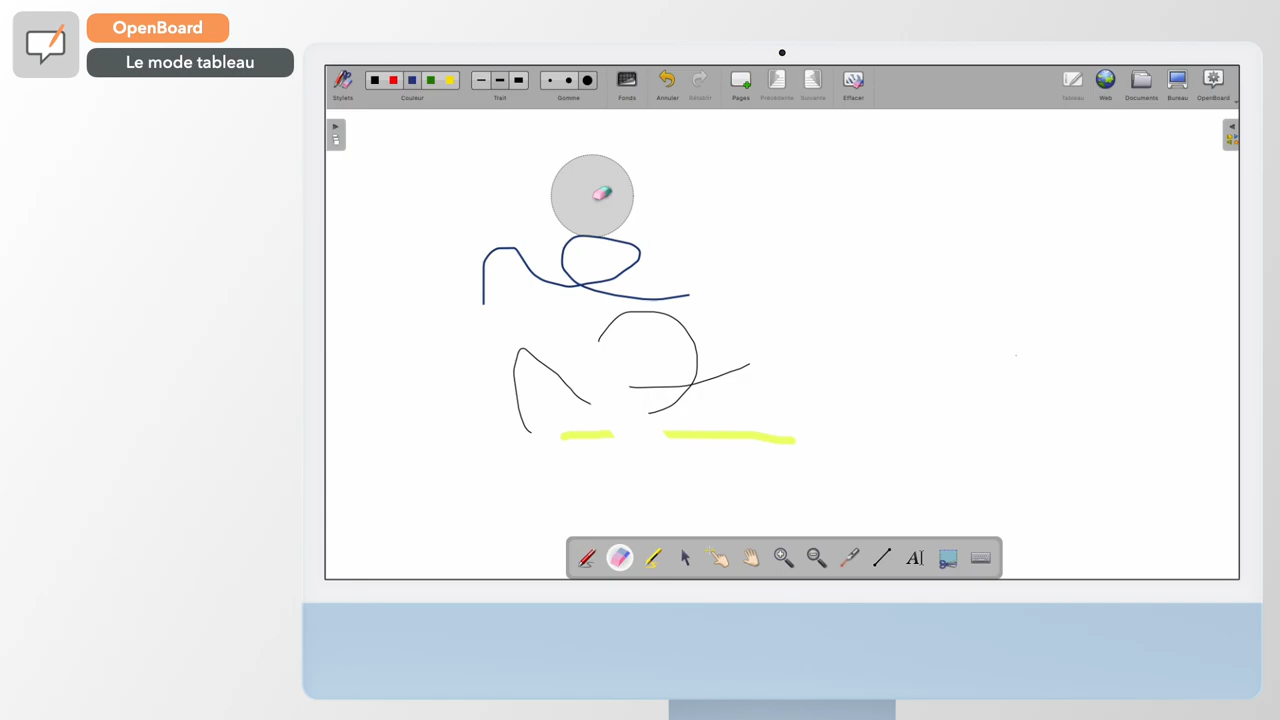 OpenBoard
Le mode tableau
Stylets Couleur Trait Gomme Fonds Annuler Rétablir Pages Précédente Suivante Effacer Tableau Web Documents Bureau OpenBoard
A